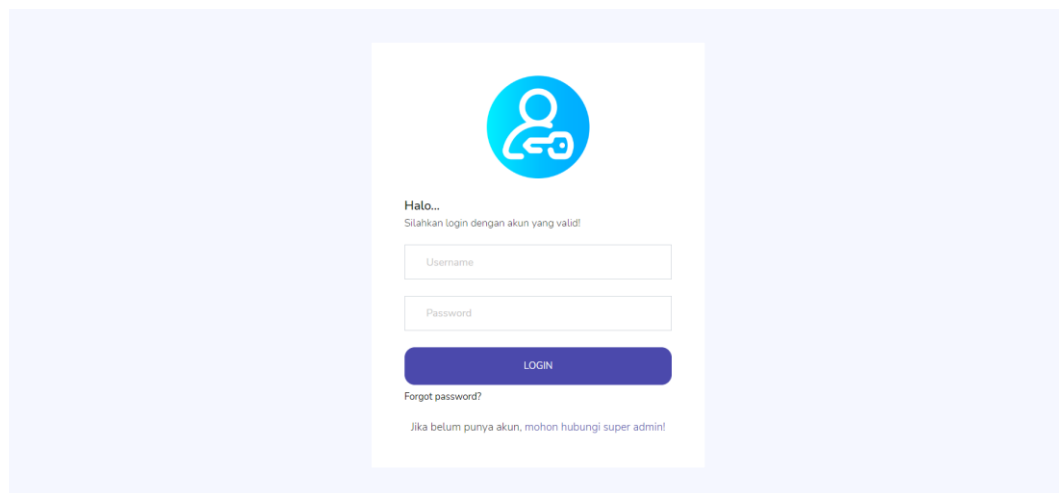 Halo...
Silahkan login dengan akun yang valid!
Username
Password
LOGIN
Forgot password?
Jika belum punya akun, mohon hubungi super admin!